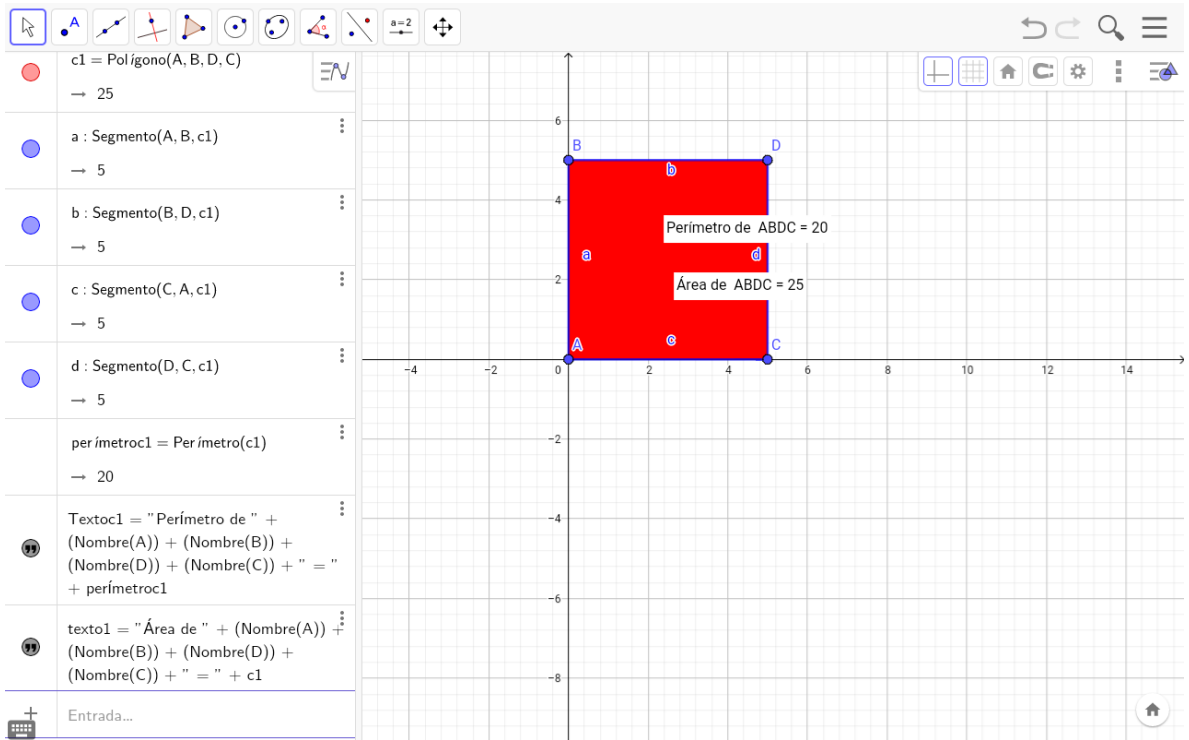 A
a=2
c1 = Polígono(A, B, D, C)
→ 25
a : Segmento(A, B, c1)
→ 5
b : Segmento(B, D, c1)
→ 5
c : Segmento(C, A, c1)
→ 5
d : Segmento(D, C, c1)
→ 5
perímetroc1 = Perímetro(c1)
→ 20
Textoc1 = "Perímetro de " +
(Nombre(A)) + (Nombre(B)) +
(Nombre(D)) + (Nombre(C)) + " = "
+ perímetroc1
texto1 = "Área de " + (Nombre(A)) +
(Nombre(B)) + (Nombre(D)) +
(Nombre(C)) + " = " + c1
Entrada...
6
B
D
b
4
Perímetro de ABDC = 20
a
d
2
Área de ABDC = 25
c
A
C
−4
−2
0
2
4
6
8
10
12
14
−2
−4
−6
−8